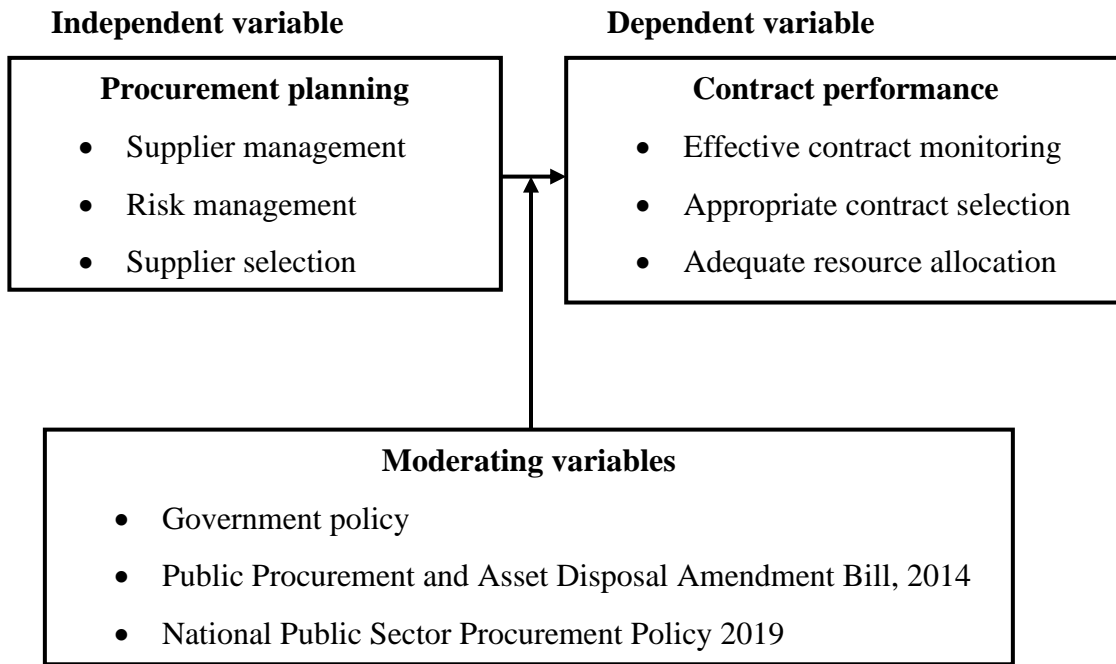 Independent variable
Dependent variable
Procurement planning
• Supplier management
• Risk management
• Supplier selection
Contract performance
• Effective contract monitoring
• Appropriate contract selection
• Adequate resource allocation
Moderating variables
• Government policy
• Public Procurement and Asset Disposal Amendment Bill, 2014
• National Public Sector Procurement Policy 2019